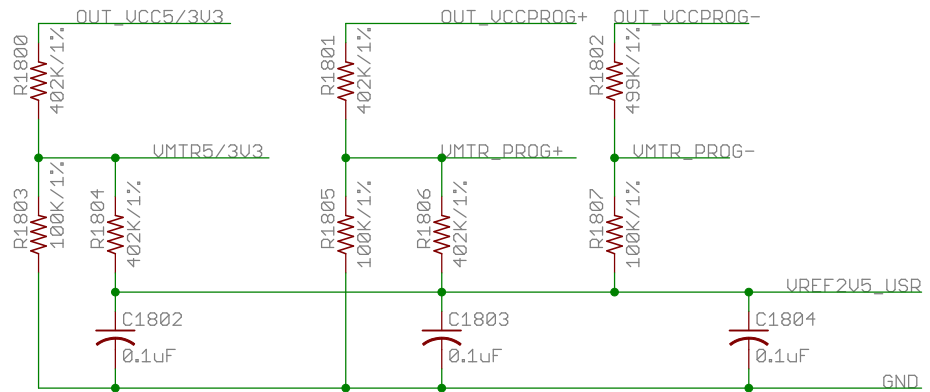 OUT_VCC5/3V3
OUT_VCCPROG+
OUT_VCCPROG-
R1800
402K/1%
R1801
402K/1%
R1802
499K/1%
VMTR5/3V3
VMTR_PROG+
VMTR_PROG-
R1803
100K/1%
R1804
402K/1%
R1805
100K/1%
R1806
402K/1%
R1807
100K/1%
VREF2V5_USR
C1802
0.1uF
C1803
0.1uF
C1804
0.1uF
GND